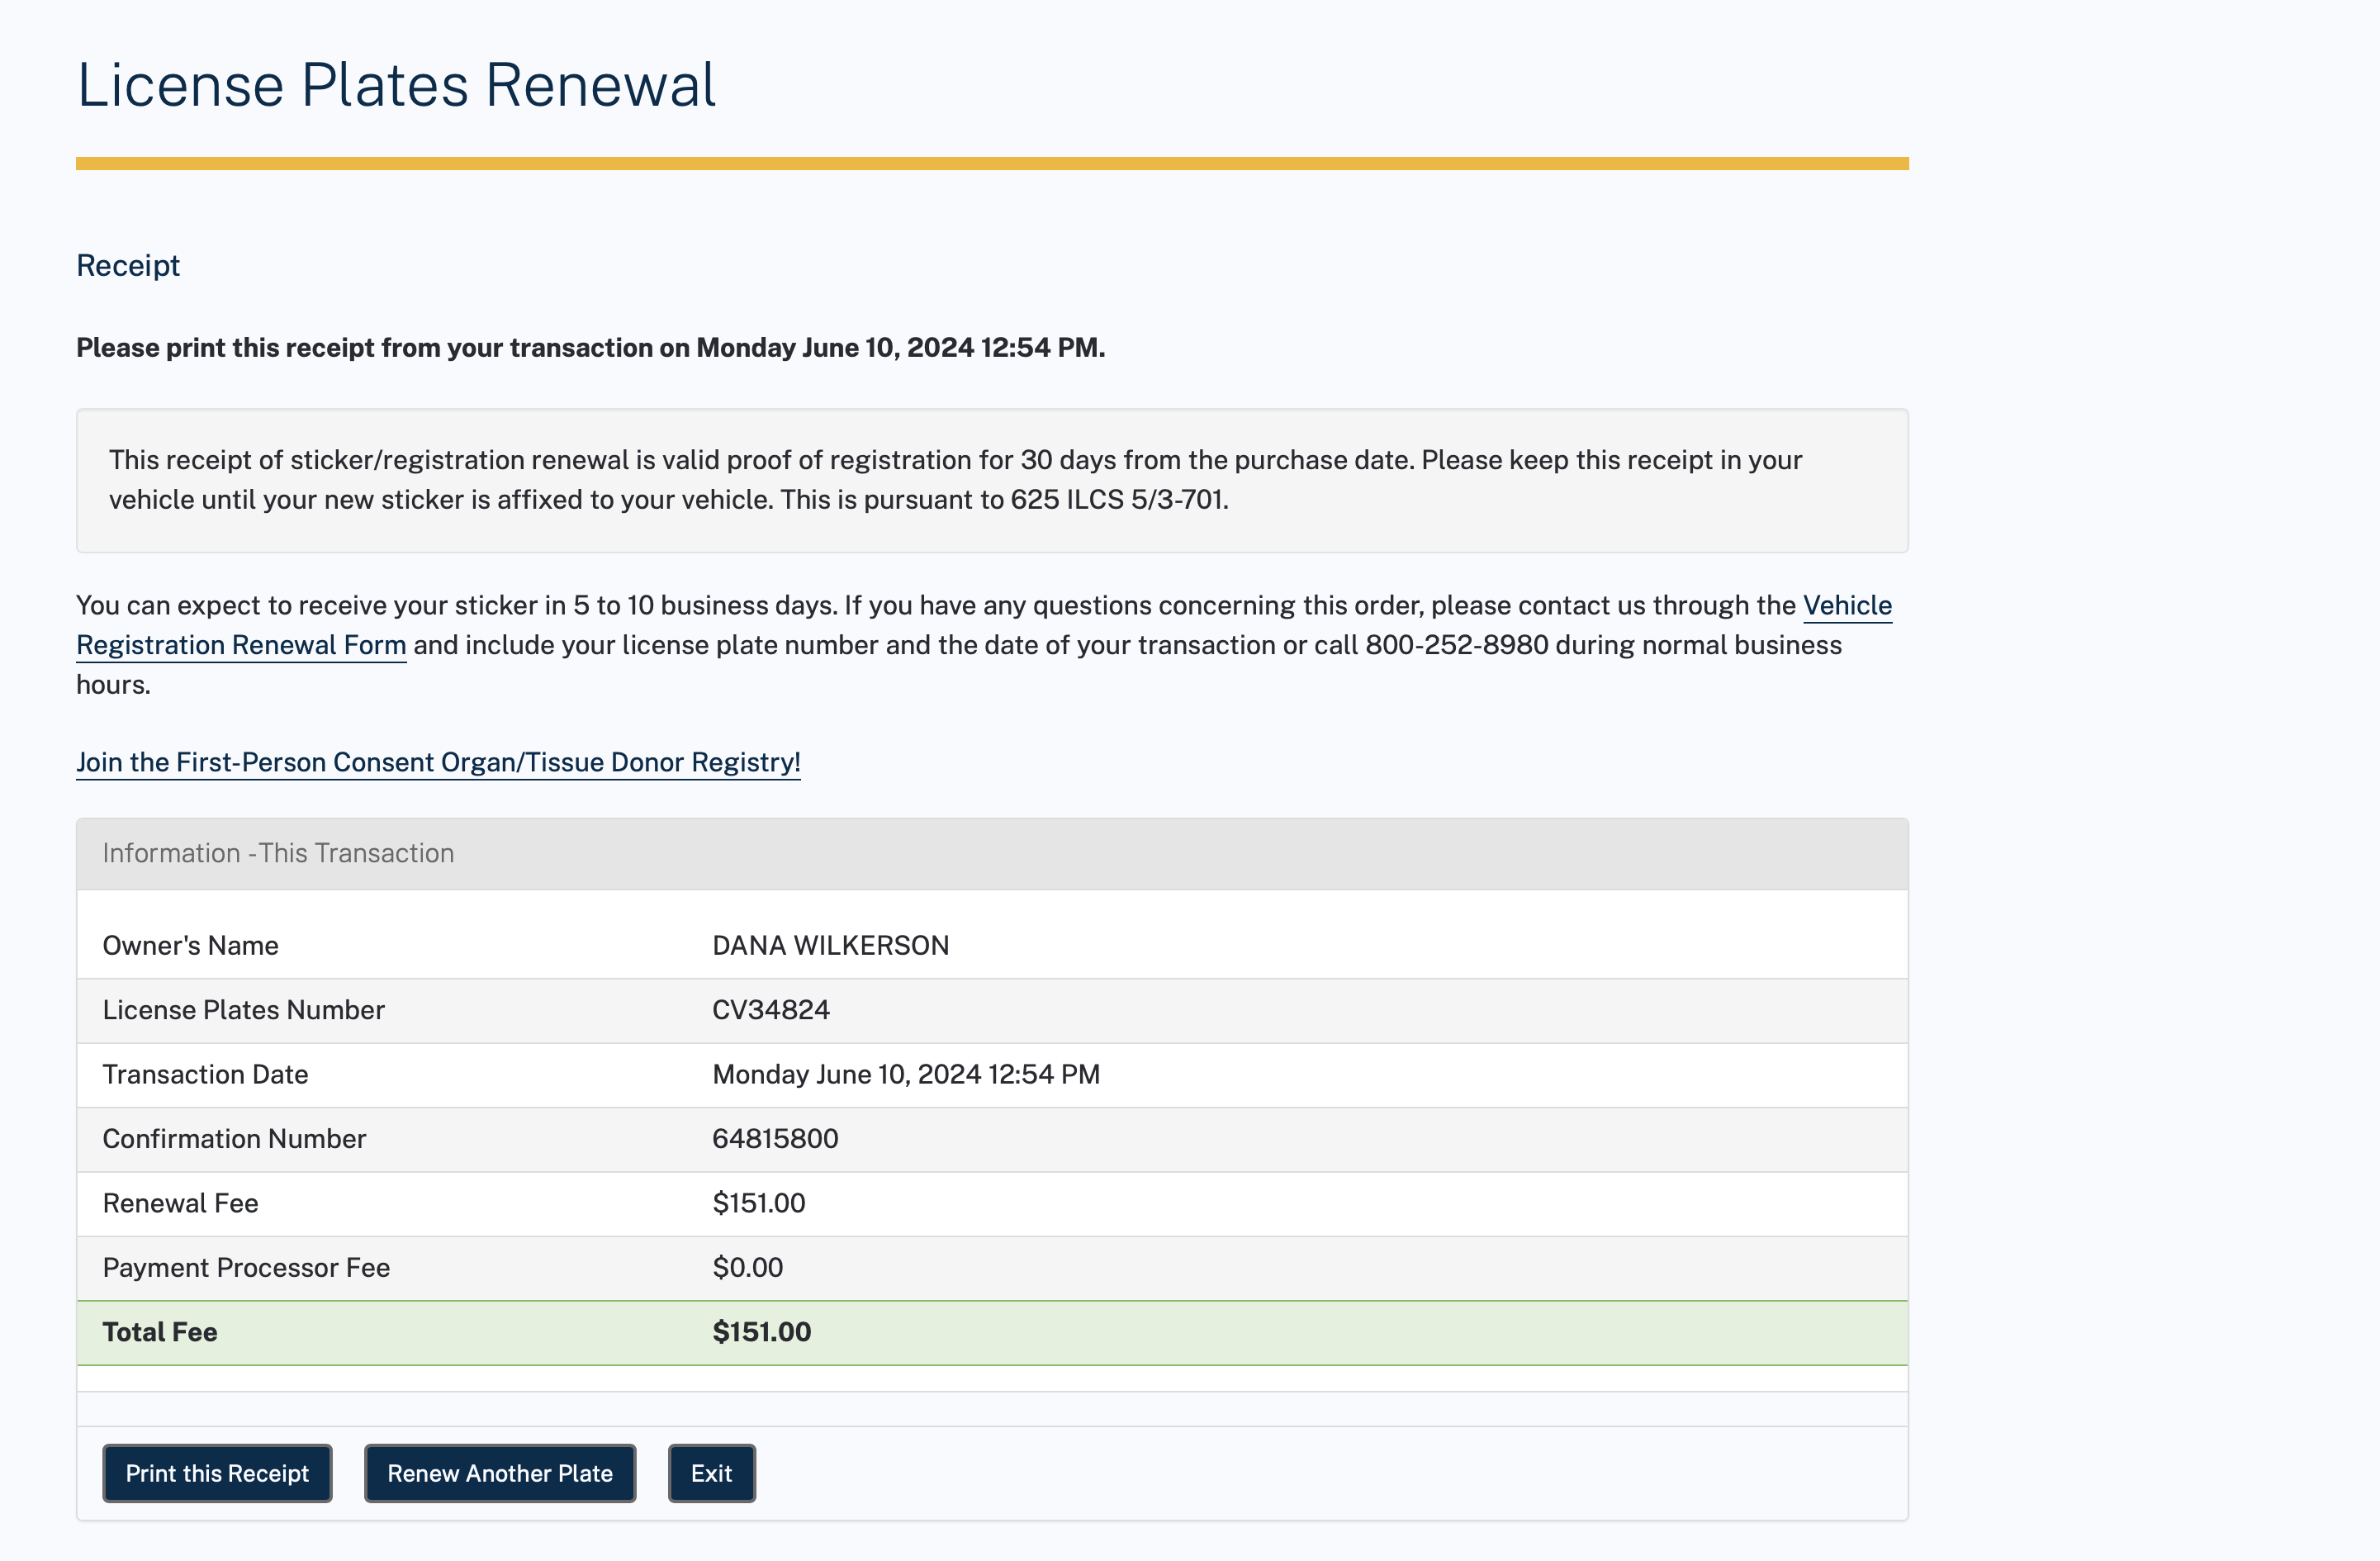 License Plates Renewal
Receipt
Please print this receipt from your transaction on Monday June 10, 2024 12:54 PM.
This receipt of sticker/registration renewal is valid proof of registration for 30 days from the purchase date. Please keep this receipt in your
vehicle until your new sticker is affixed to your vehicle. This is pursuant to 625 ILCS 5/3-701.
You can expect to receive your sticker in 5 to 10 business days. If you have any questions concerning this order, please contact us through the Vehicle
Registration Renewal Form and include your license plate number and the date of your transaction or call 800-252-8980 during normal business
hours.
Join the First-Person Consent Organ/Tissue Donor Registry!
Information -This Transaction
Owner's Name DANA WILKERSON
License Plates Number CV34824
Transaction Date Monday June 10, 2024 12:54 PM
Confirmation Number 64815800
Renewal Fee $151.00
Payment Processor Fee $0.00
Total Fee $151.00
Print this Receipt Renew Another Plate Exit